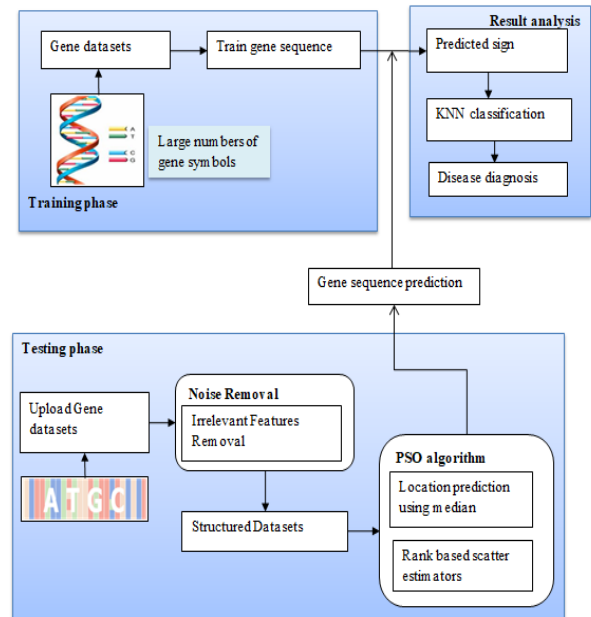 Result analysis
Gene datasets
Train gene sequence
Predicted sign
A
T
C
G
Large numbers of
gene symbols
KNN classification
Disease diagnosis
Training phase
Gene sequence prediction
Testing phase
Noise Removal
Upload Gene
datasets
Irrelevant Features
Removal
PSO algorithm
ATGC
Location prediction
using median
Structured Datasets
Rank based scatter
estimators